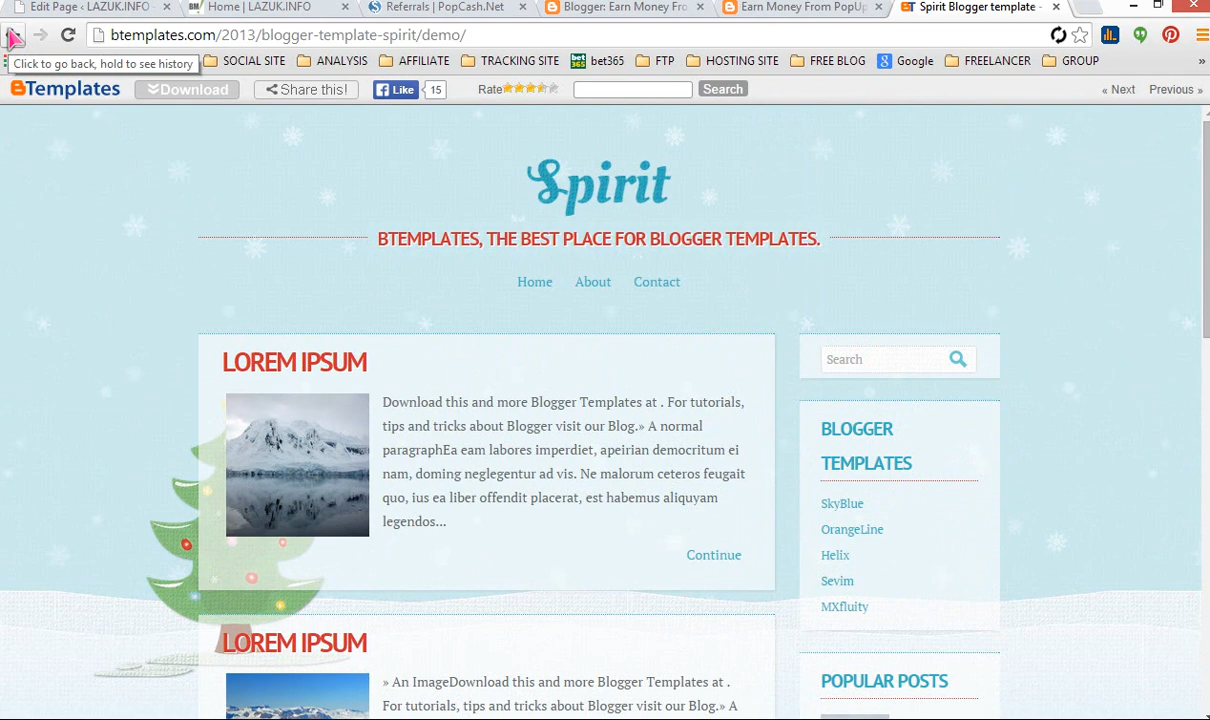 Edit Page ‹ LAZUK.INFO -
Home | LAZUK.INFO
Referrals | PopCash.Net
Blogger: Earn Money Fro
Earn Money From PopUp
Spirit Blogger template -
btemplates.com/2013/blogger-template-spirit/demo/
Click to go back, hold to see history
SOCIAL SITE
ANALYSIS
AFFILIATE
TRACKING SITE
bet365
FTP
HOSTING SITE
FREE BLOG
Google
FREELANCER
GROUP
»
BTemplates
Download
Share this!
Like
15
Rate
Search
« Next
Previous »
Spirit
BTEMPLATES, THE BEST PLACE FOR BLOGGER TEMPLATES.
Home
About
Contact
LOREM IPSUM
Download this and more Blogger Templates at . For tutorials,
tips and tricks about Blogger visit our Blog.» A normal
paragraphEa eam labores imperdiet, apeirian democritum ei
nam, doming neglegentur ad vis. Ne malorum ceteros feugait
quo, ius ea liber offendit placerat, est habemus aliquyam
legendos...
Continue
LOREM IPSUM
» An ImageDownload this and more Blogger Templates at .
For tutorials, tips and tricks about Blogger visit our Blog.» A
Search
BLOGGER
TEMPLATES
SkyBlue
OrangeLine
Helix
Sevim
MXfluity
POPULAR POSTS